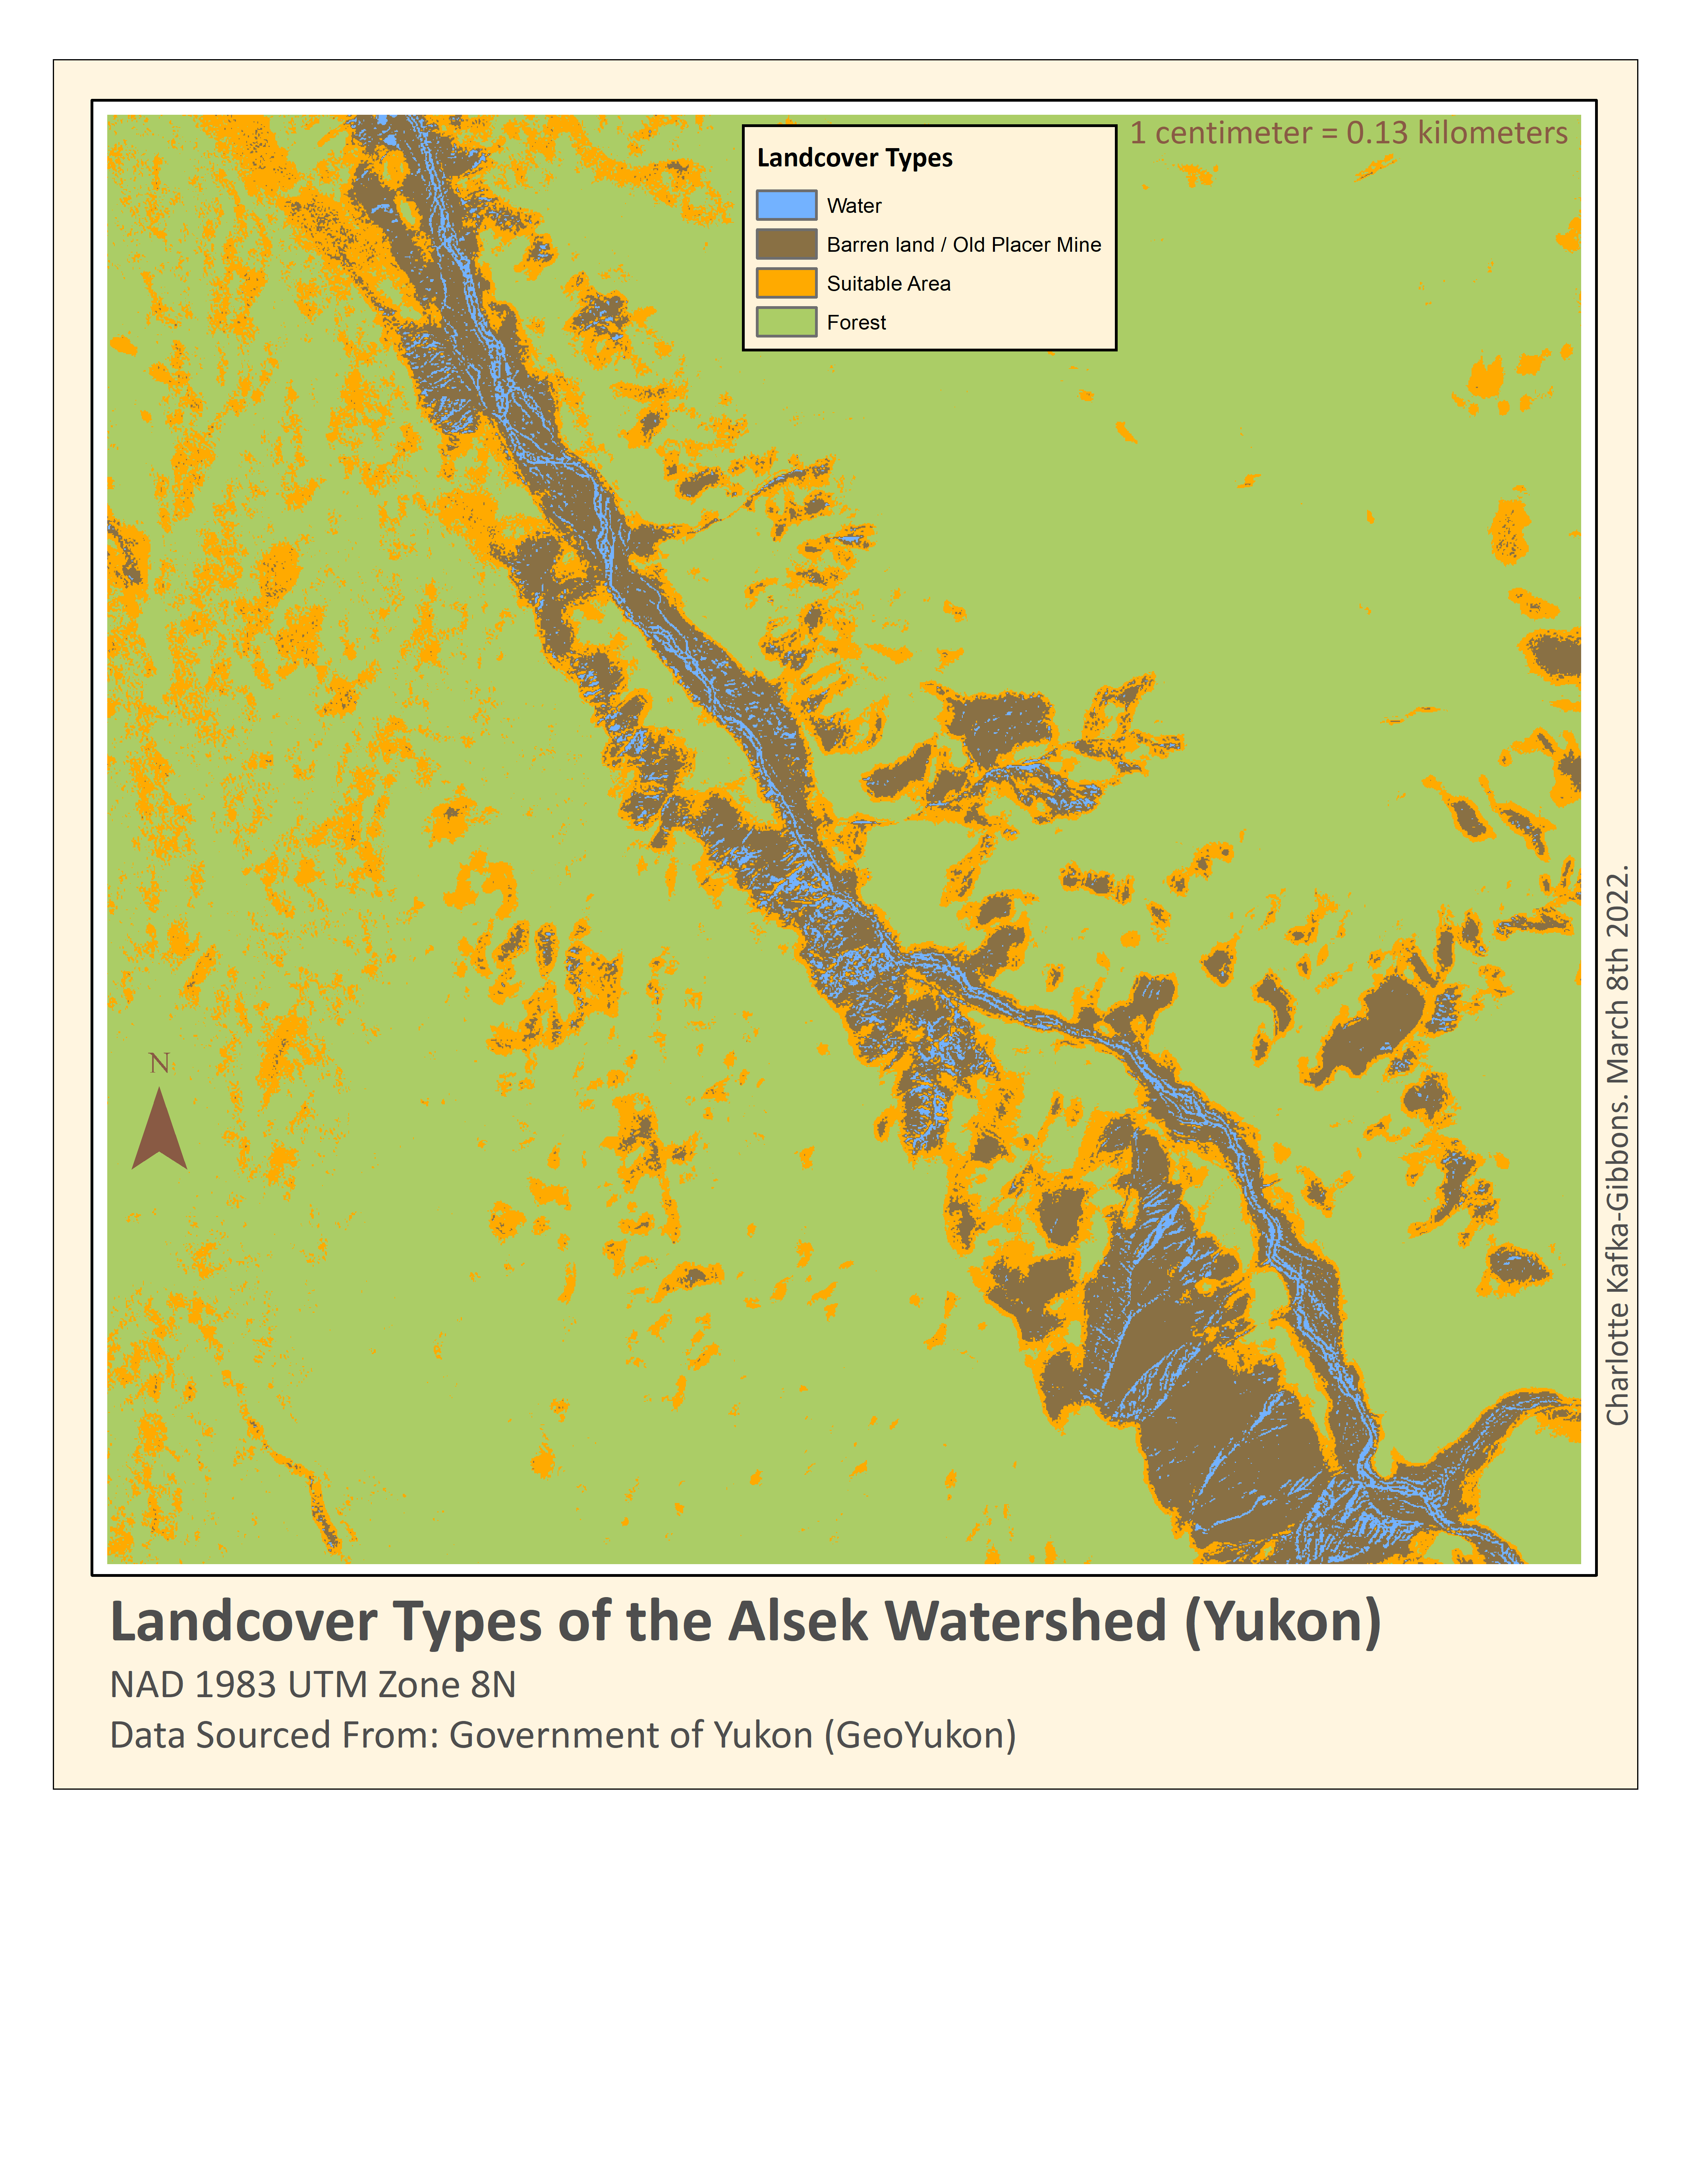 1 centimeter = 0.13 kilometers
Landcover Types
Water
Barren land / Old Placer Mine
Suitable Area
Forest
N
Charlotte Kafka-Gibbons. March 8th 2022.
Landcover Types of the Alsek Watershed (Yukon)
NAD 1983 UTM Zone 8N
Data Sourced From: Government of Yukon (GeoYukon)